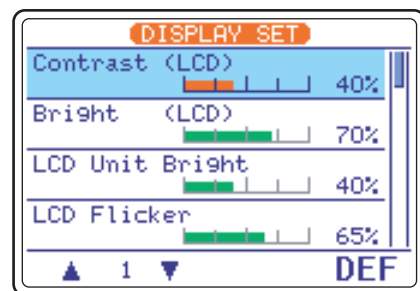 DISPLAY SET
Contrast (LCD)
40%
Bright (LCD)
70%
LCD Unit Bright
40%
LCD Flicker
65%
▲ 1 ▼ DEF